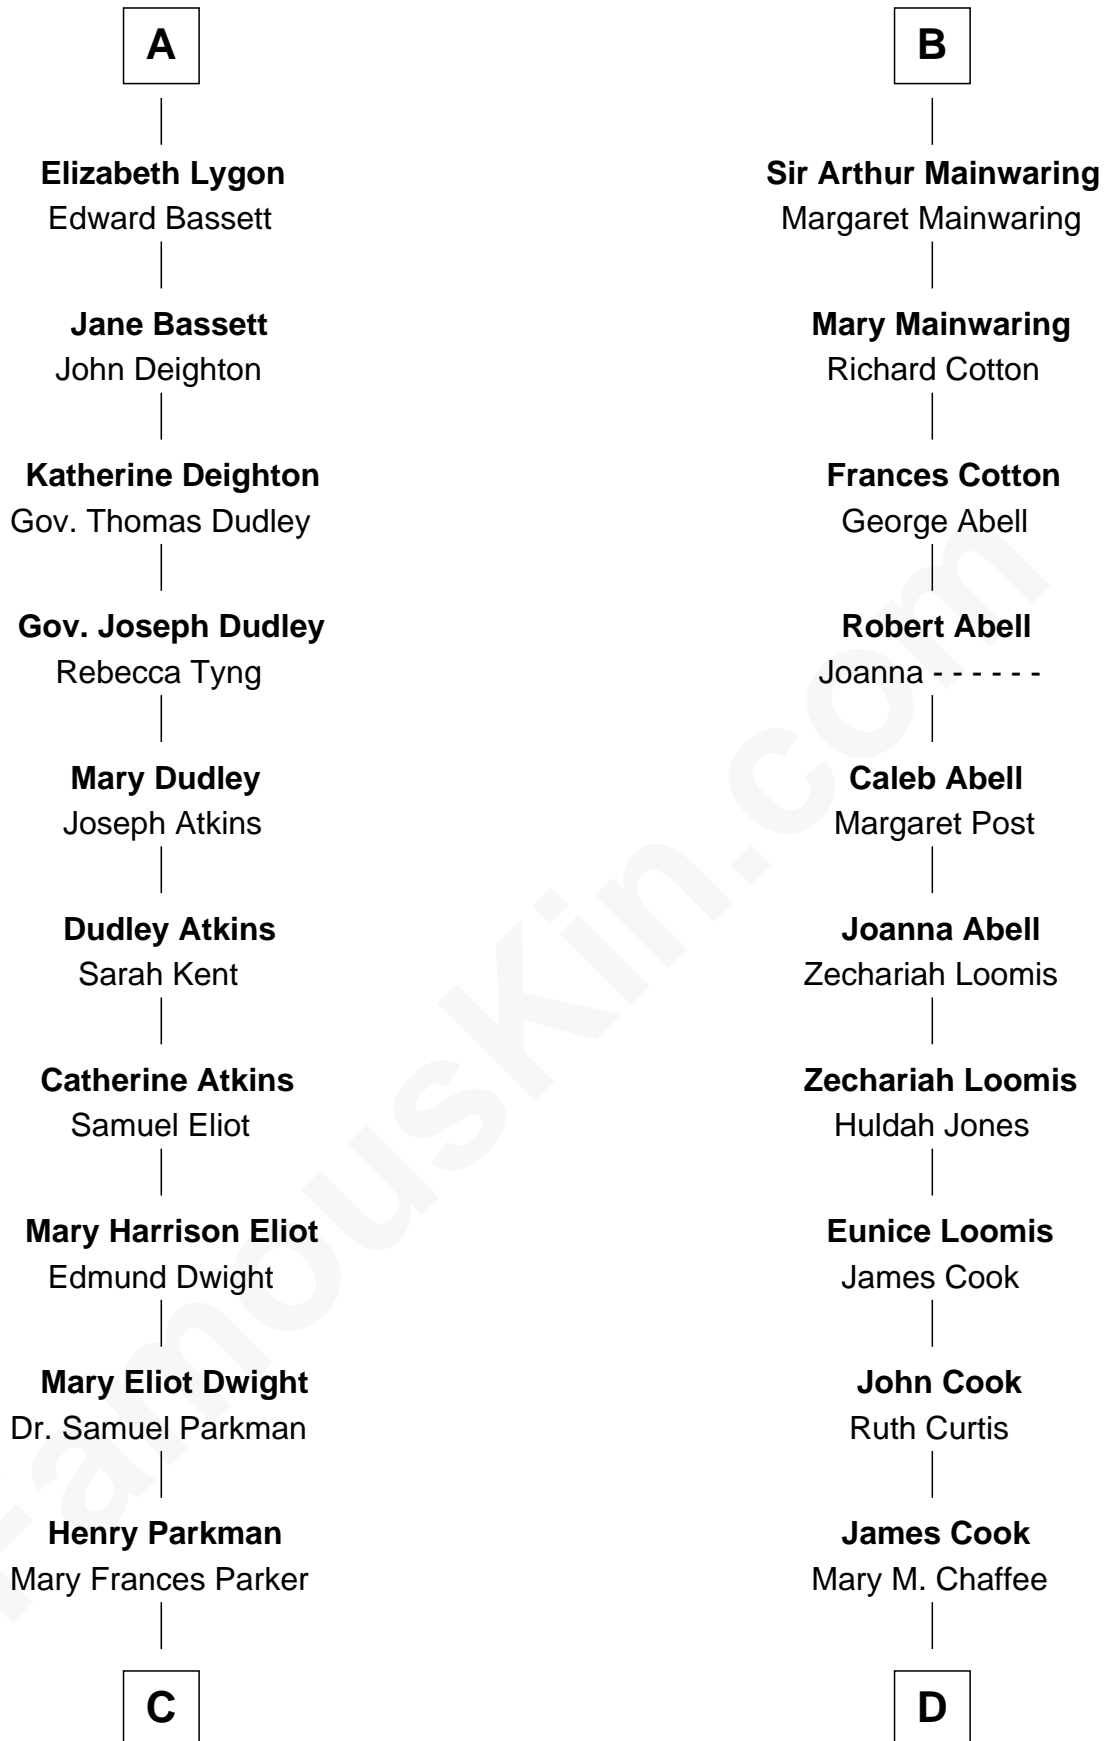 A
Elizabeth Lygon
Edward Bassett
Jane Bassett
John Deighton
Katherine Deighton
Gov. Thomas Dudley
Gov. Joseph Dudley
Rebecca Tyng
Mary Dudley
Joseph Atkins
Dudley Atkins
Sarah Kent
Catherine Atkins
Samuel Eliot
Mary Harrison Eliot
Edmund Dwight
Mary Eliot Dwight
Dr. Samuel Parkman
Henry Parkman
Mary Frances Parker
C
B
Sir Arthur Mainwaring
Margaret Mainwaring
Mary Mainwaring
Richard Cotton
Frances Cotton
George Abell
Robert Abell
Joanna - - - - - -
Caleb Abell
Margaret Post
Joanna Abell
Zechariah Loomis
Zechariah Loomis
Huldah Jones
Eunice Loomis
James Cook
John Cook
Ruth Curtis
James Cook
Mary M. Chaffee
D
FamousKin.com